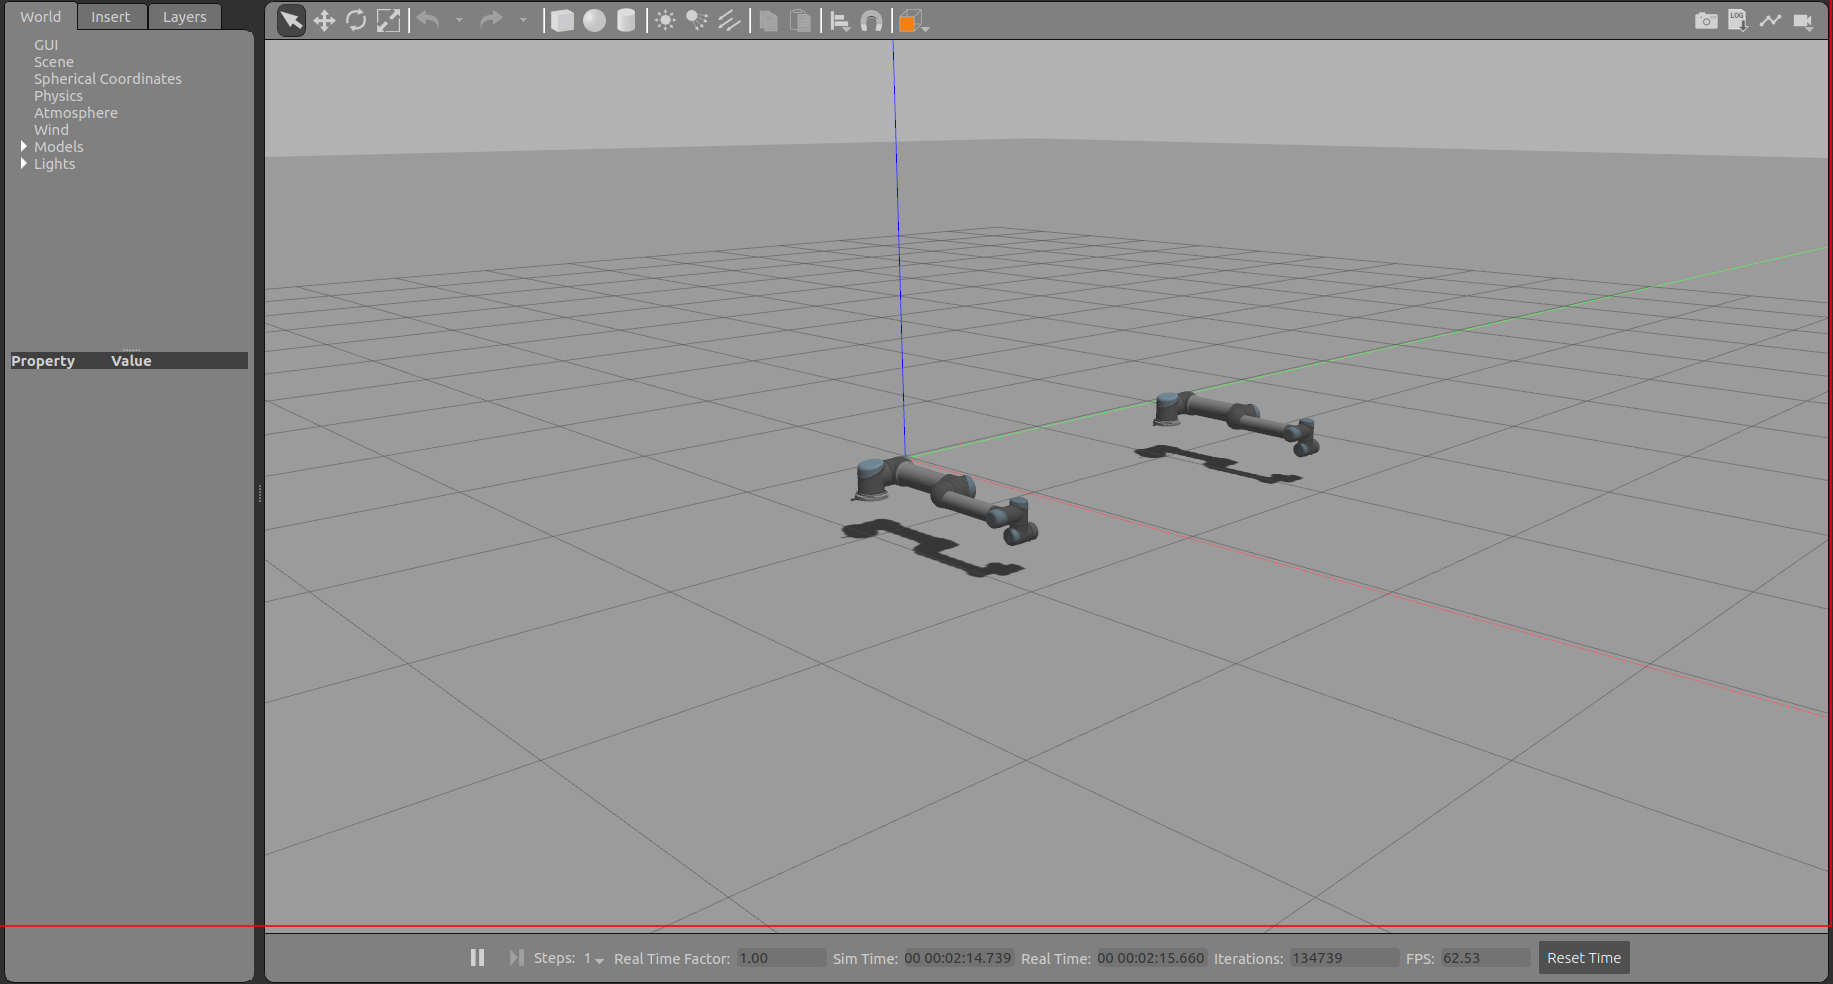 World Insert Layers
LOG
GUI
Scene
Spherical Coordinates
Physics
Atmosphere
Wind
Models
Lights
Property Value
Steps: 1 Real Time Factor: 1.00 Sim Time: 00 00:02:14.739 Real Time: 00 00:02:15.660 Iterations: 134739 FPS: 62.53 Reset Time